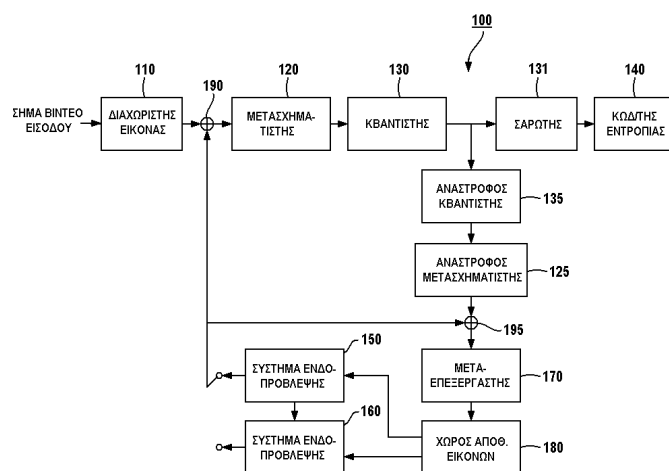 100
110
190
120
130
131
140
ΣΗΜΑ ΒΙΝΤΕΟ
ΕΙΣΟΔΟΥ
ΔΙΑΧΩΡΙΣΤΗΣ
ΕΙΚΟΝΑΣ
ΜΕΤΑΣΧΗΜΑ-
ΤΙΣΤΗΣ
ΚΒΑΝΤΙΣΤΗΣ
ΣΑΡΩΤΗΣ
ΚΩΔ/ΤΗΣ
ΕΝΤΡΟΠΙΑΣ
ΑΝΑΣΤΡΟΦΟΣ
ΚΒΑΝΤΙΣΤΗΣ
135
ΑΝΑΣΤΡΟΦΟΣ
ΜΕΤΑΣΧΗΜΑΤΙΣΤΗΣ
125
195
150
ΣΥΣΤΗΜΑ ΕΝΔΟ-
ΠΡΟΒΛΕΨΗΣ
ΜΕΤΑ-
ΕΠΕΞΕΡΓΑΣΤΗΣ
170
160
ΣΥΣΤΗΜΑ ΕΝΔΟ-
ΠΡΟΒΛΕΨΗΣ
ΧΩΡΟΣ ΑΠΟΘ.
ΕΙΚΟΝΩΝ
180